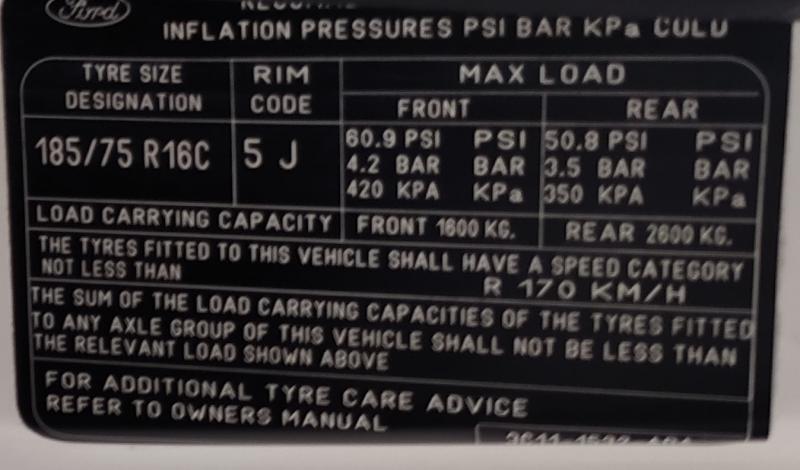 Ford
INFLATION PRESSURES PSI BAR KPa COLD
TYRE SIZE DESIGNATION RIM CODE MAX LOAD
FRONT REAR
185/75 R16C 5 J
60.9 PSI PSI 50.8 PSI PSI
4.2 BAR BAR 3.5 BAR BAR
420 KPA KPa 350 KPA KPa
LOAD CARRYING CAPACITY FRONT 1600 KG. REAR 2600 KG.
THE TYRES FITTED TO THIS VEHICLE SHALL HAVE A SPEED CATEGORY
NOT LESS THAN R 170 KM/H
THE SUM OF THE LOAD CARRYING CAPACITIES OF THE TYRES FITTED
TO ANY AXLE GROUP OF THIS VEHICLE SHALL NOT BE LESS THAN
THE RELEVANT LOAD SHOWN ABOVE
FOR ADDITIONAL TYRE CARE ADVICE
REFER TO OWNERS MANUAL